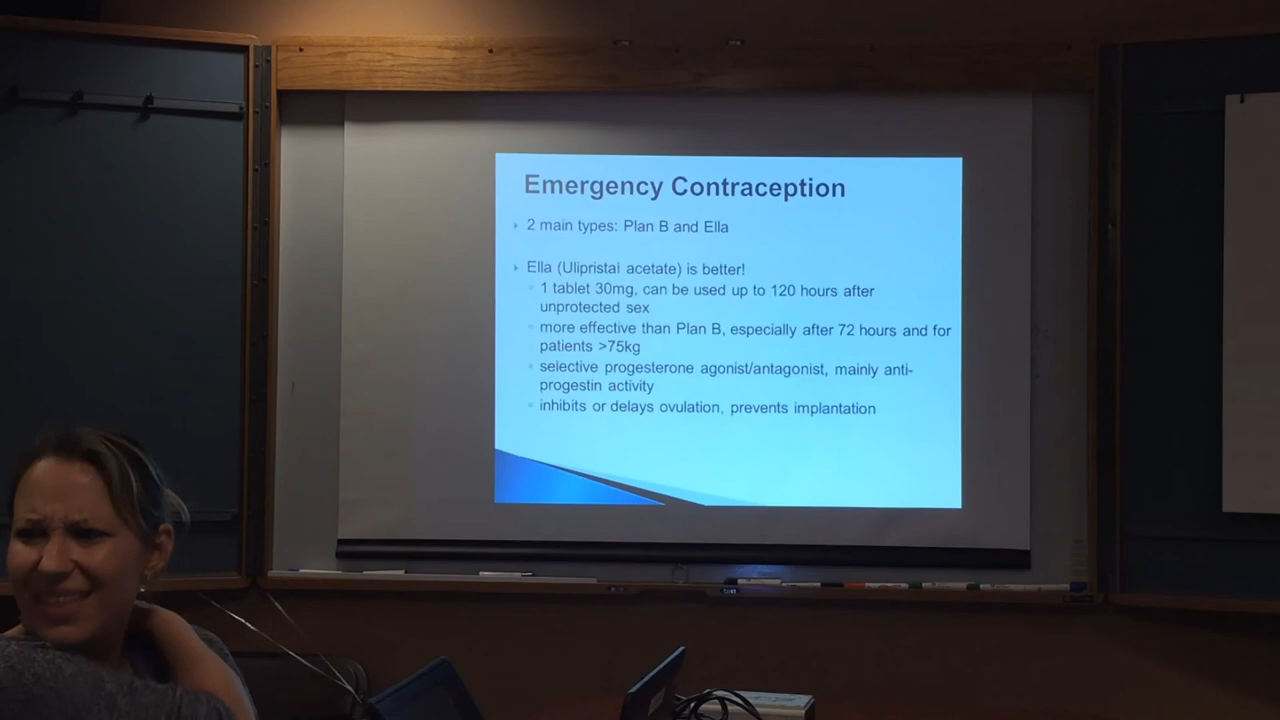 Emergency Contraception
2 main types: Plan B and Ella
Ella (Ulipristal acetate) is better!
1 tablet 30mg, can be used up to 120 hours after
unprotected sex
more effective than Plan B, especially after 72 hours and for
patients >75kg
selective progesterone agonist/antagonist, mainly anti-
progestin activity
inhibits or delays ovulation, prevents implantation